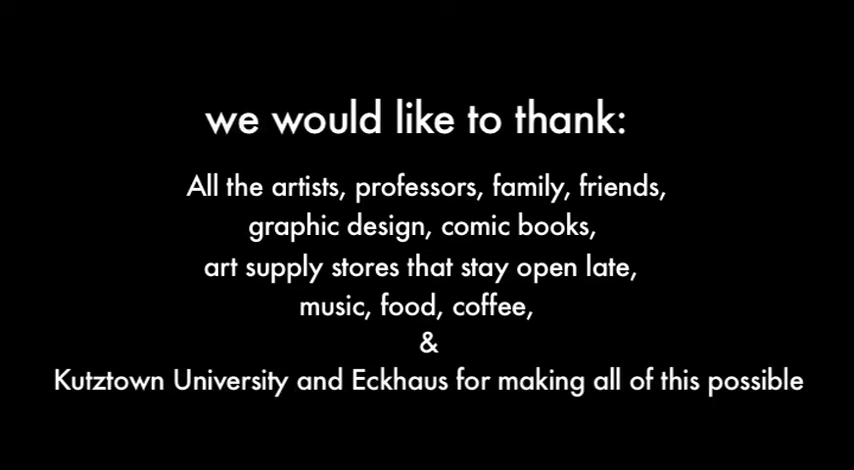 we would like to thank:
All the artists, professors, family, friends,
graphic design, comic books,
art supply stores that stay open late,
music, food, coffee,
&
Kutztown University and Eckhaus for making all of this possible